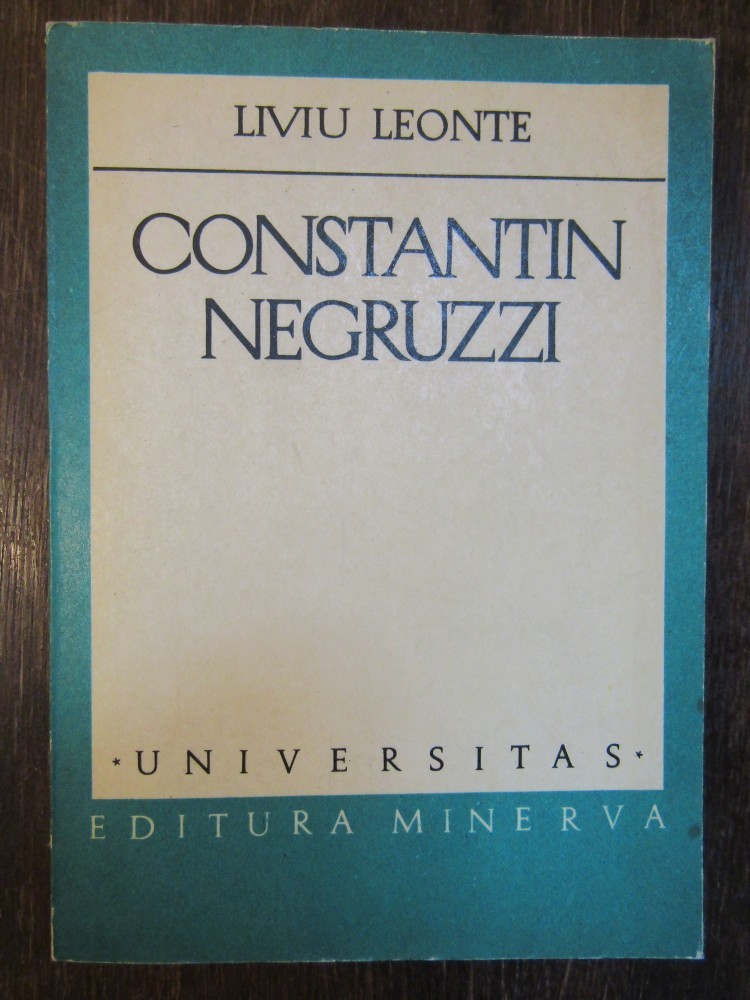 LIVIU LEONTE
CONSTANTIN
NEGRUZZI
* UNIVERSITAS *
EDITURA MINERVA